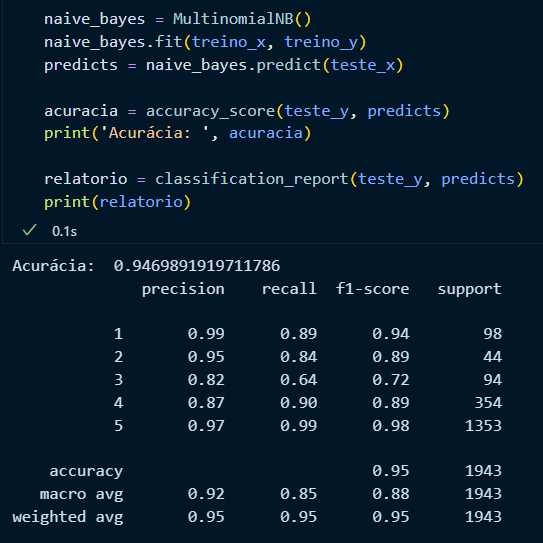 naive_bayes = MultinomialNB()
naive_bayes.fit(treino_x, treino_y)
predicts = naive_bayes.predict(teste_x)
acuracia = accuracy_score(teste_y, predicts)
print('Acurácia: ', acuracia)
relatorio = classification_report(teste_y, predicts)
print(relatorio)
0.1s
Acurácia:  0.9469891919711786
precision recall f1-score support
1 0.99 0.89 0.94 98
2 0.95 0.84 0.89 44
3 0.82 0.64 0.72 94
4 0.87 0.90 0.89 354
5 0.97 0.99 0.98 1353
accuracy 0.95 1943
macro avg 0.92 0.85 0.88 1943
weighted avg 0.95 0.95 0.95 1943